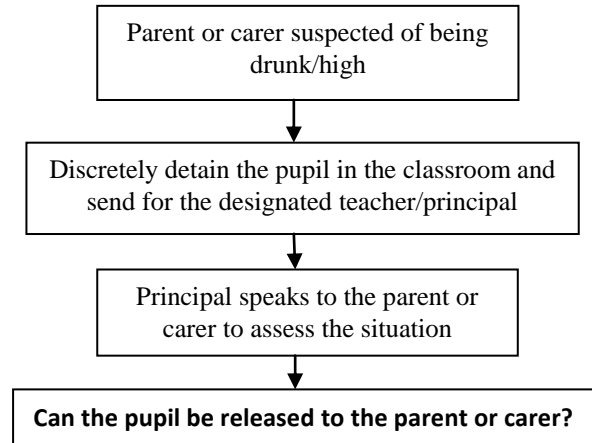 Parent or carer suspected of being
drunk/high
Discretely detain the pupil in the classroom and
send for the designated teacher/principal
Principal speaks to the parent or
carer to assess the situation
Can the pupil be released to the parent or carer?